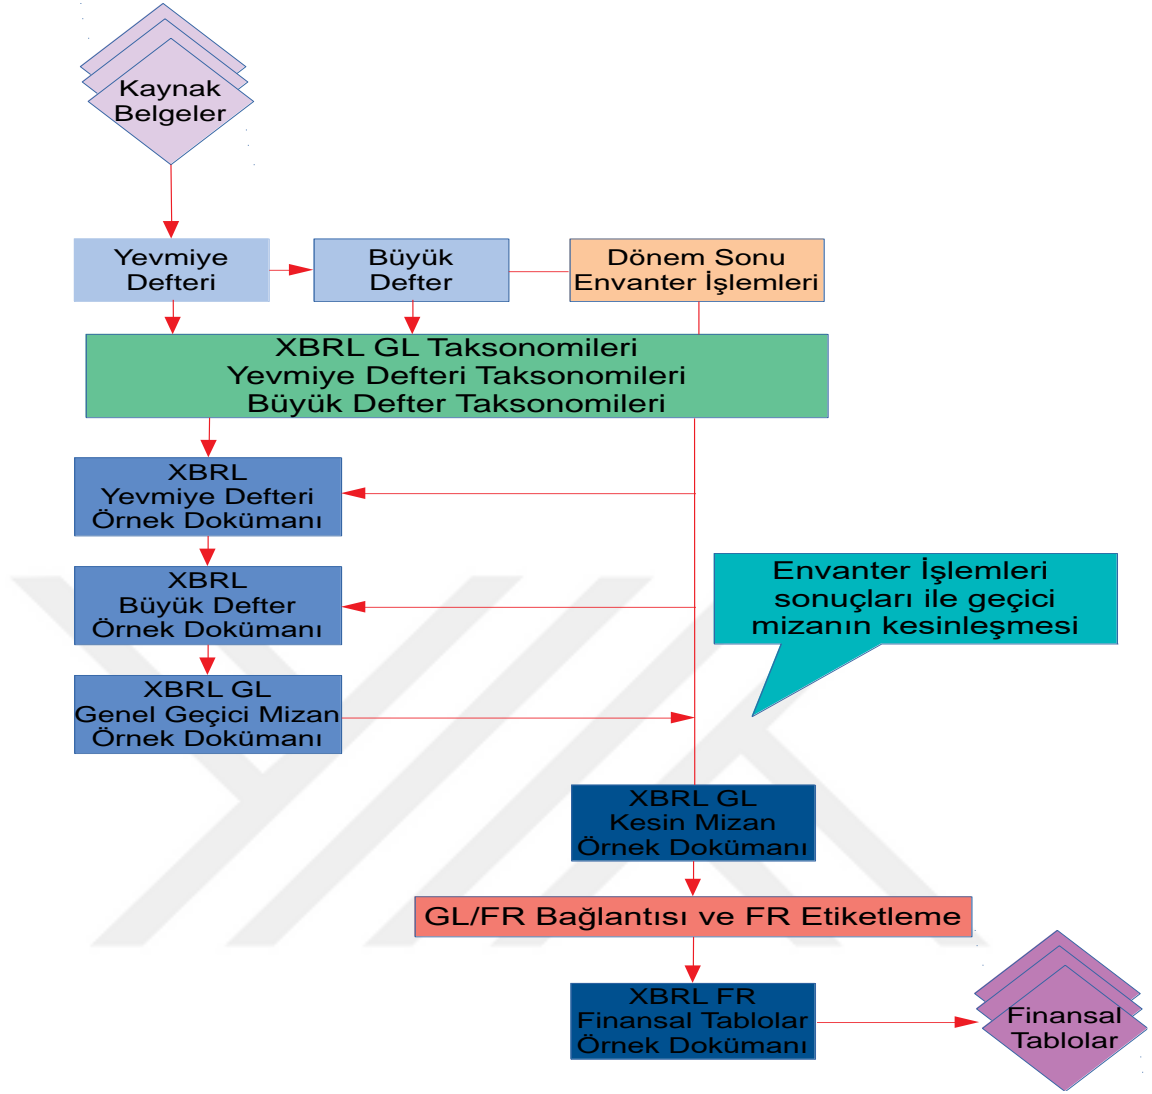 Kaynak
Belgeler
Yevmiye
Defteri
Büyük
Defter
Dönem Sonu
Envanter İşlemleri
XBRL GL Taksonomileri
Yevmiye Defteri Taksonomileri
Büyük Defter Taksonomileri
XBRL
Yevmiye Defteri
Örnek Dokümanı
XBRL
Büyük Defter
Örnek Dokümanı
Envanter İşlemleri
sonuçları ile geçici
mizanın kesinleşmesi
XBRL GL
Genel Geçici Mizan
Örnek Dokümanı
XBRL GL
Kesin Mizan
Örnek Dokümanı
GL/FR Bağlantısı ve FR Etiketleme
XBRL FR
Finansal Tablolar
Örnek Dokümanı
Finansal
Tablolar